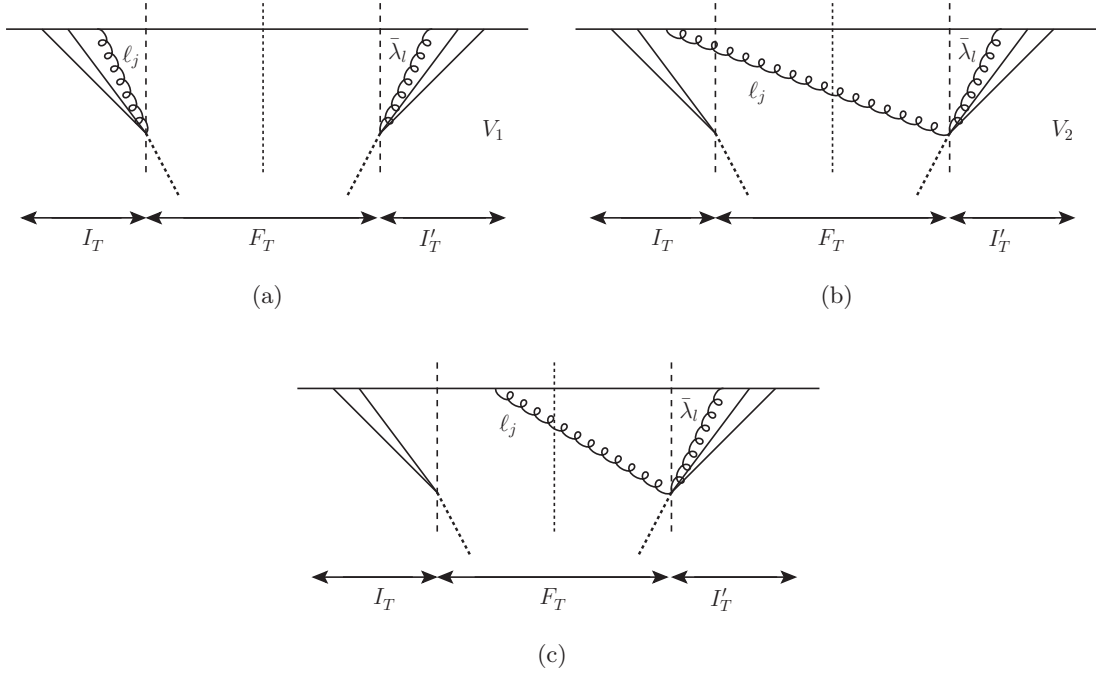 ℓ_j λ̄_l V_1
I_T F_T I′_T
(a)
ℓ_j λ̄_l V_2
I_T F_T I′_T
(b)
ℓ_j λ̄_l
I_T F_T I′_T
(c)